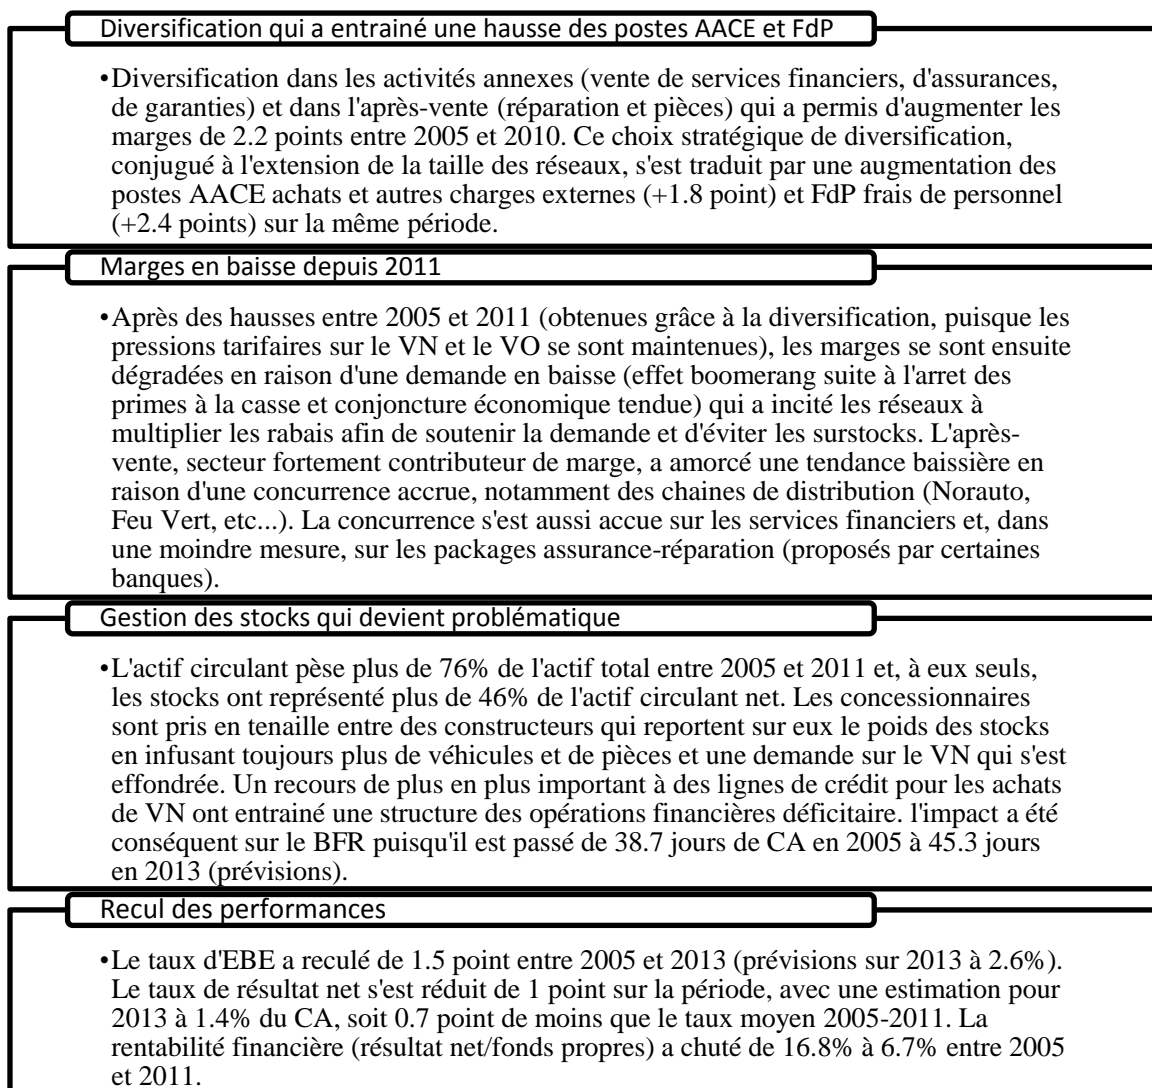 Diversification qui a entrainé une hausse des postes AACE et FdP
•Diversification dans les activités annexes (vente de services financiers, d'assurances,
de garanties) et dans l'après-vente (réparation et pièces) qui a permis d'augmenter les
marges de 2.2 points entre 2005 et 2010. Ce choix stratégique de diversification,
conjugué à l'extension de la taille des réseaux, s'est traduit par une augmentation des
postes AACE achats et autres charges externes (+1.8 point) et FdP frais de personnel
(+2.4 points) sur la même période.
Marges en baisse depuis 2011
•Après des hausses entre 2005 et 2011 (obtenues grâce à la diversification, puisque les
pressions tarifaires sur le VN et le VO se sont maintenues), les marges se sont ensuite
dégradées en raison d'une demande en baisse (effet boomerang suite à l'arret des
primes à la casse et conjoncture économique tendue) qui a incité les réseaux à
multiplier les rabais afin de soutenir la demande et d'éviter les surstocks. L'après-
vente, secteur fortement contributeur de marge, a amorcé une tendance baissière en
raison d'une concurrence accrue, notamment des chaines de distribution (Norauto,
Feu Vert, etc...). La concurrence s'est aussi accue sur les services financiers et, dans
une moindre mesure, sur les packages assurance-réparation (proposés par certaines
banques).
Gestion des stocks qui devient problématique
•L'actif circulant pèse plus de 76% de l'actif total entre 2005 et 2011 et, à eux seuls,
les stocks ont représenté plus de 46% de l'actif circulant net. Les concessionnaires
sont pris en tenaille entre des constructeurs qui reportent sur eux le poids des stocks
en infusant toujours plus de véhicules et de pièces et une demande sur le VN qui s'est
effondrée. Un recours de plus en plus important à des lignes de crédit pour les achats
de VN ont entrainé une structure des opérations financières déficitaire. l'impact a été
conséquent sur le BFR puisqu'il est passé de 38.7 jours de CA en 2005 à 45.3 jours
en 2013 (prévisions).
Recul des performances
•Le taux d'EBE a reculé de 1.5 point entre 2005 et 2013 (prévisions sur 2013 à 2.6%).
Le taux de résultat net s'est réduit de 1 point sur la période, avec une estimation pour
2013 à 1.4% du CA, soit 0.7 point de moins que le taux moyen 2005-2011. La
rentabilité financière (résultat net/fonds propres) a chuté de 16.8% à 6.7% entre 2005
et 2011.